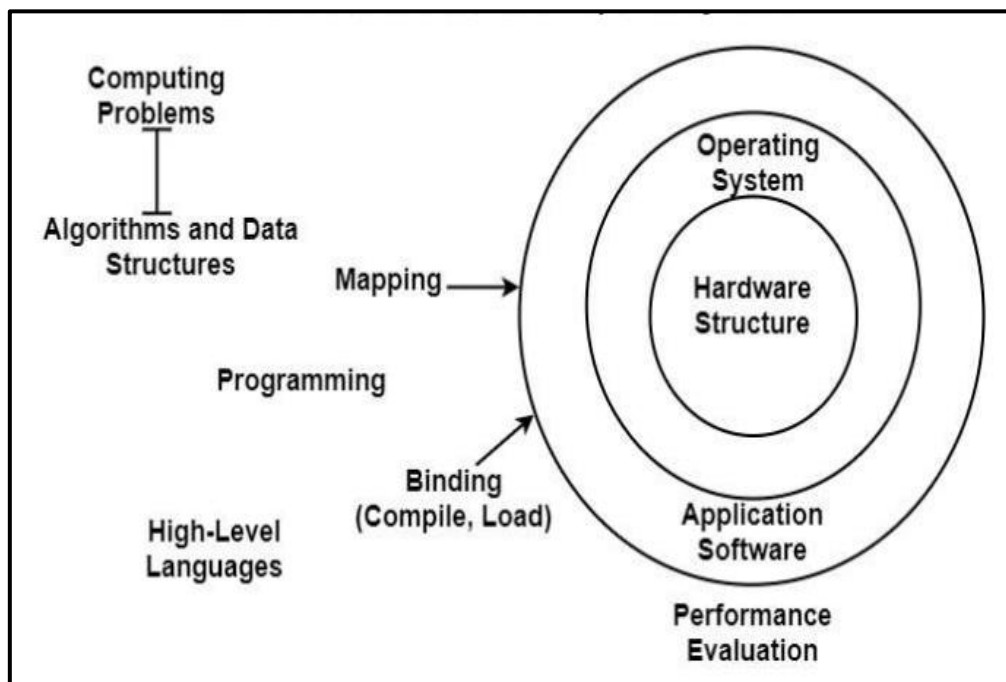 Computing
Problems
Algorithms and Data
Structures
Mapping
Programming
Binding
(Compile, Load)
High-Level
Languages
Operating
System
Hardware
Structure
Application
Software
Performance
Evaluation